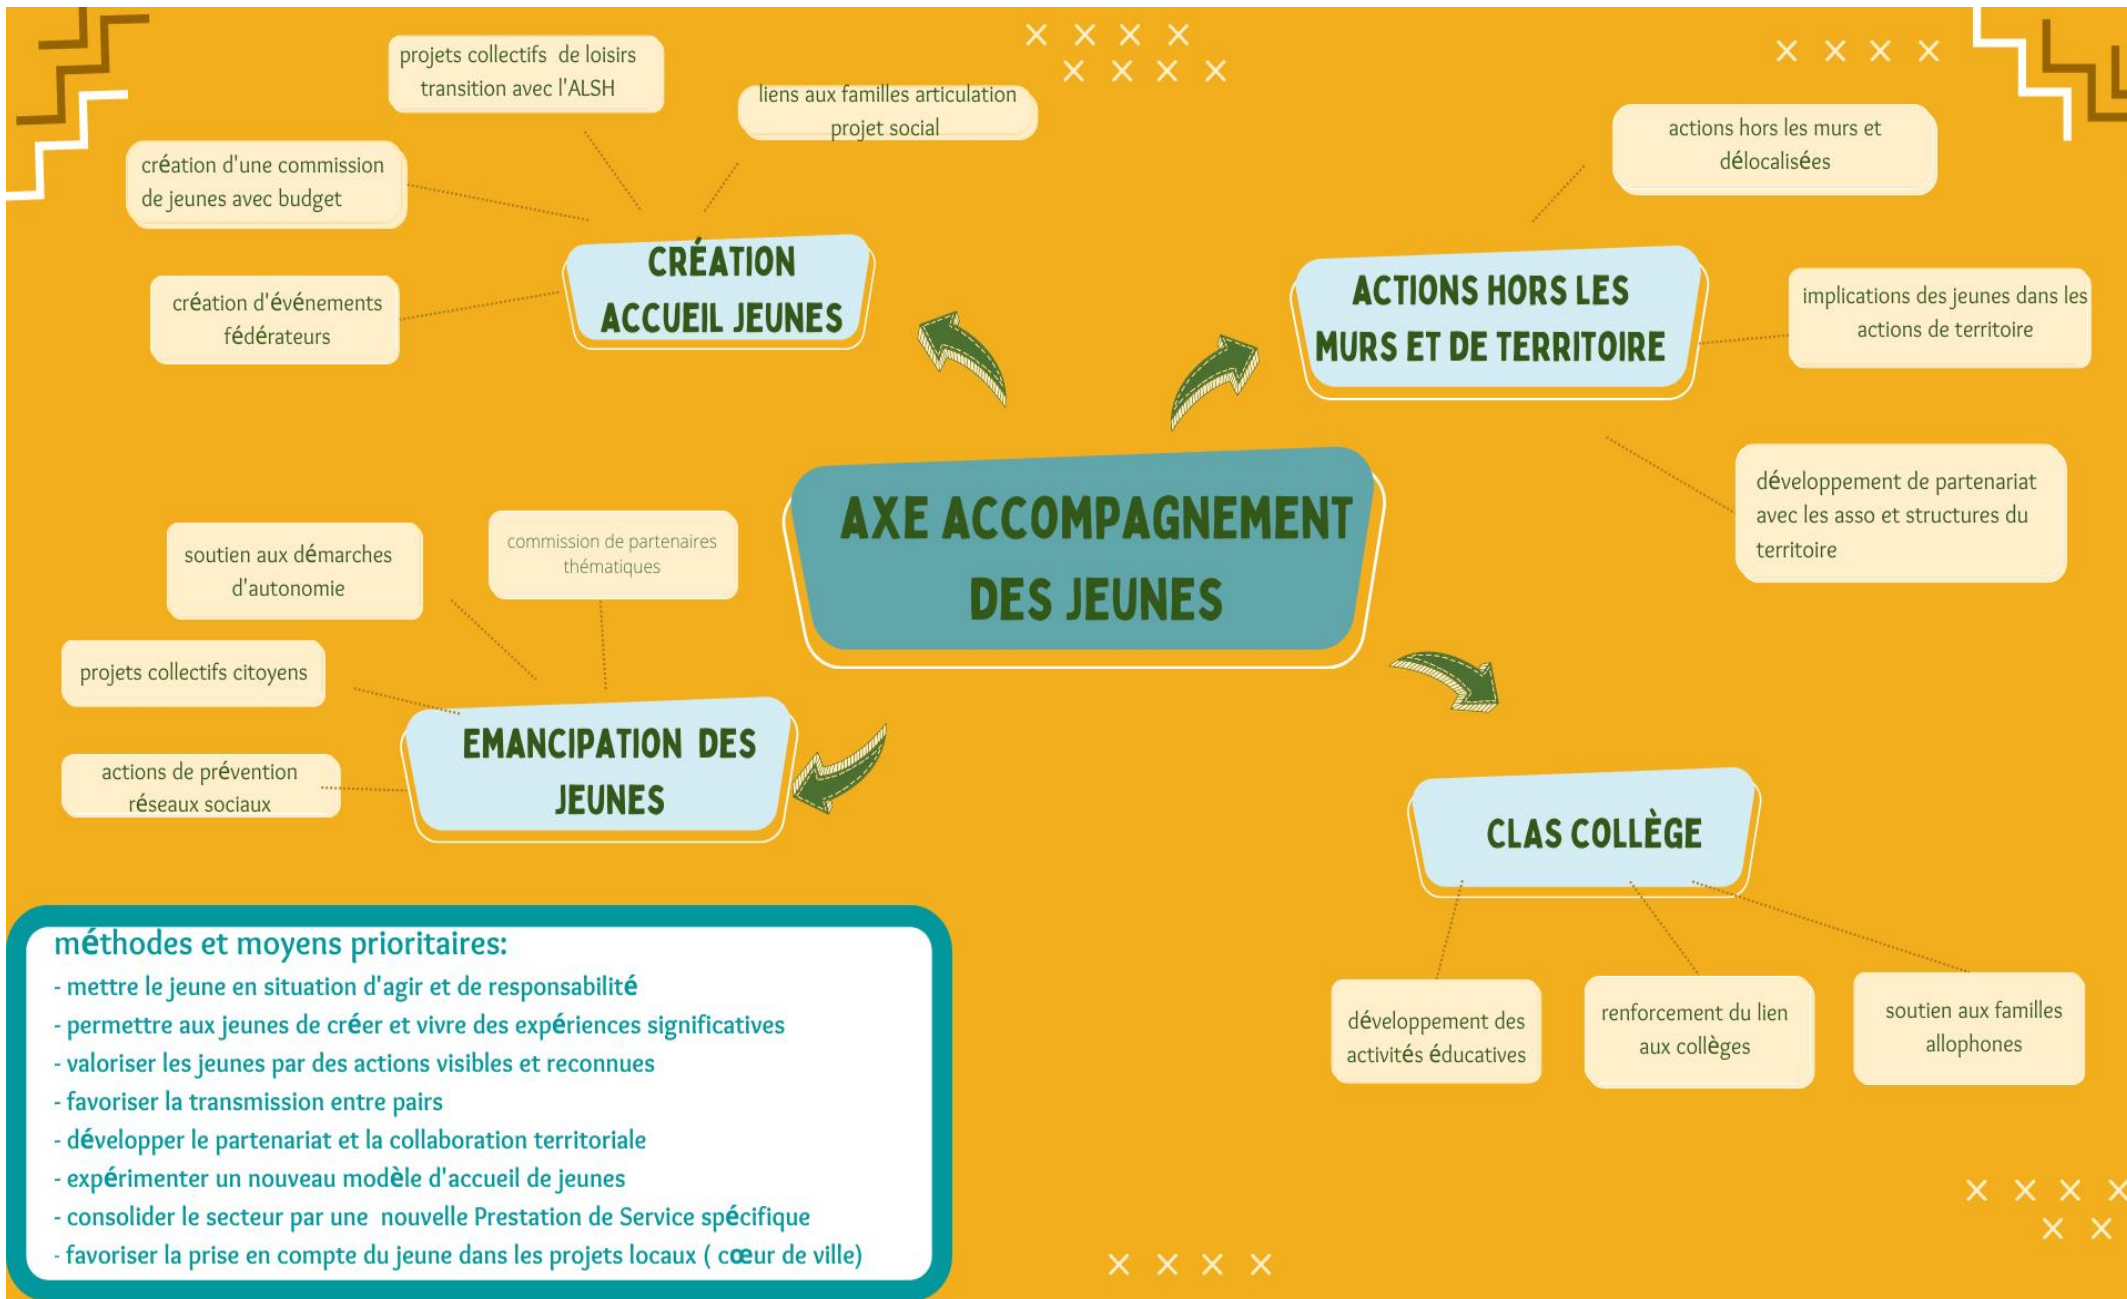 projets collectifs de loisirs
transition avec l'ALSH
liens aux familles articulation
projet social
création d'une commission
de jeunes avec budget
création d'événements
fédérateurs
CRÉATION
ACCUEIL JEUNES
actions hors les murs et
délocalisées
ACTIONS HORS LES
MURS ET DE TERRITOIRE
implications des jeunes dans les
actions de territoire
développement de partenariat
avec les asso et structures du
territoire
AXE ACCOMPAGNEMENT
DES JEUNES
soutien aux démarches
d'autonomie
commission de partenaires
thématiques
projets collectifs citoyens
actions de prévention
réseaux sociaux
EMANCIPATION DES
JEUNES
CLAS COLLÈGE
développement des
activités éducatives
renforcement du lien
aux collèges
soutien aux familles
allophones
méthodes et moyens prioritaires:
- mettre le jeune en situation d'agir et de responsabilité
- permettre aux jeunes de créer et vivre des expériences significatives
- valoriser les jeunes par des actions visibles et reconnues
- favoriser la transmission entre pairs
- développer le partenariat et la collaboration territoriale
- expérimenter un nouveau modèle d'accueil de jeunes
- consolider le secteur par une nouvelle Prestation de Service spécifique
- favoriser la prise en compte du jeune dans les projets locaux ( cœur de ville)